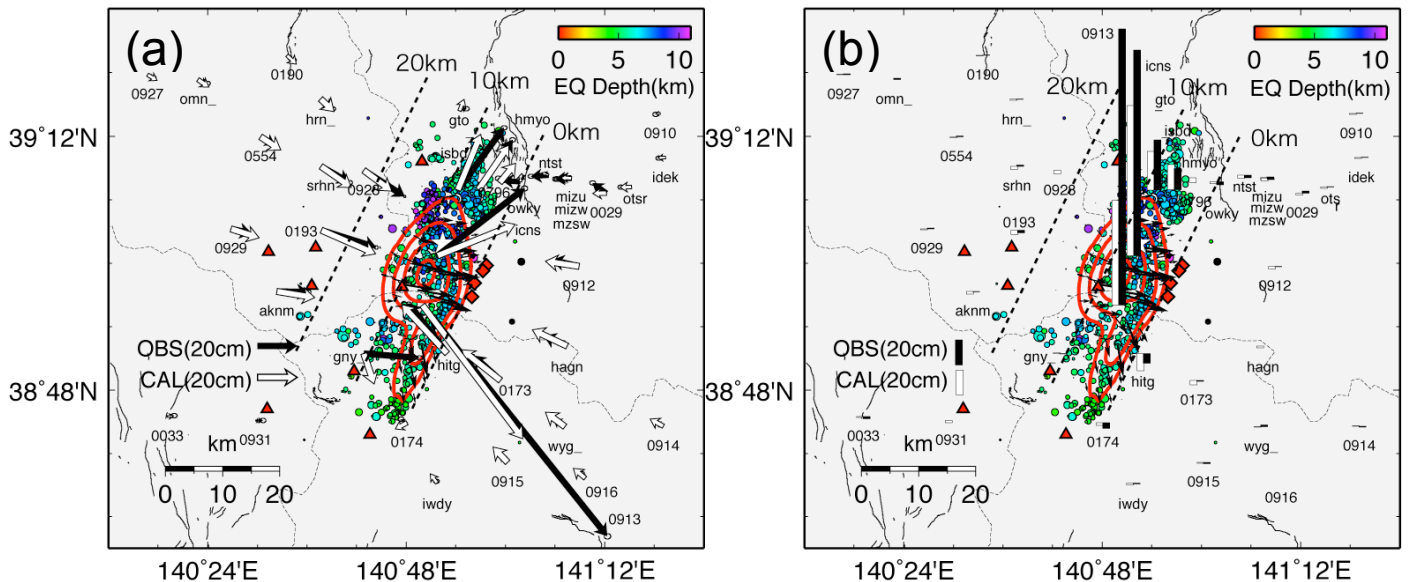 (a)
0 5 10
EQ Depth(km)
20km
10km
0km
0190
0927
omn_
hrn_
gto
hmyo
39°12'N
0554
isbd
0910
srhn
0928
ntst
0796
idek
owky
mizu
mizw
mzsw
0029
otsr
0193
icns
0929
0912
aknm
OBS(20cm)
CAL(20cm)
gny_
hitg
38°48'N
0173
hagn
0033
0931
0174
wyg_
0914
km
0 10 20
iwdy
0915
0916
0913
140°24'E
140°48'E
141°12'E
(b)
0 5 10
EQ Depth(km)
0913
icns
20km
10km
0km
0190
0927
omn_
hrn_
gto
39°12'N
0554
_isbd
0910
hmyo
srhn
0928
ntst
0796
idek
owky
mizu
mizw
mzsw
0029
ots
0193
0929
0912
aknm
OBS(20cm)
CAL(20cm)
gny_
hitg
38°48'N
0173
hagn
0033
0931
0174
wyg_
0914
km
0 10 20
iwdy
0915
0916
140°24'E
140°48'E
141°12'E